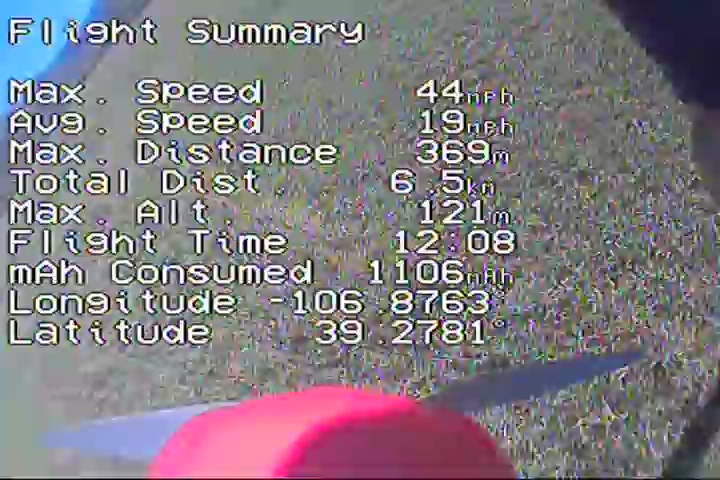 Flight Summary
Max. Speed 44mph
Avg. Speed 19mph
Max. Distance 369m
Total Dist. 6.5km
Max. Alt. 121m
Flight Time 12:08
mAh Consumed 1106mAh
Longitude -106.8763°
Latitude 39.2781°